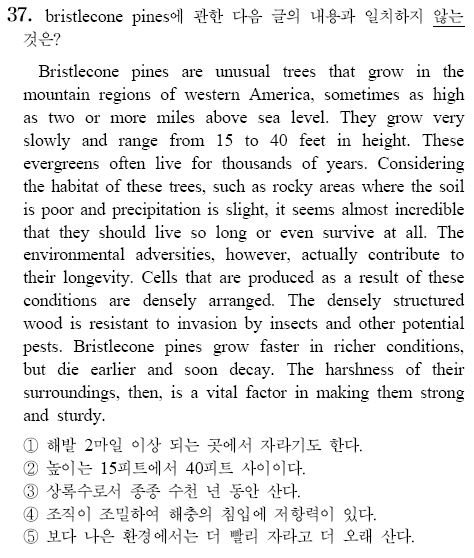 37. bristlecone pines에 관한 다음 글의 내용과 일치하지 않는
것은?
Bristlecone pines are unusual trees that grow in the
mountain regions of western America, sometimes as high
as two or more miles above sea level. They grow very
slowly and range from 15 to 40 feet in height. These
evergreens often live for thousands of years. Considering
the habitat of these trees, such as rocky areas where the soil
is poor and precipitation is slight, it seems almost incredible
that they should live so long or even survive at all. The
environmental adversities, however, actually contribute to
their longevity. Cells that are produced as a result of these
conditions are densely arranged. The densely structured
wood is resistant to invasion by insects and other potential
pests. Bristlecone pines grow faster in richer conditions,
but die earlier and soon decay. The harshness of their
surroundings, then, is a vital factor in making them strong
and sturdy.
① 해발 2마일 이상 되는 곳에서 자라기도 한다.
② 높이는 15피트에서 40피트 사이이다.
③ 상록수로서 종종 수천 년 동안 산다.
④ 조직이 조밀하여 해충의 침입에 저항력이 있다.
⑤ 보다 나은 환경에서는 더 빨리 자라고 더 오래 산다.